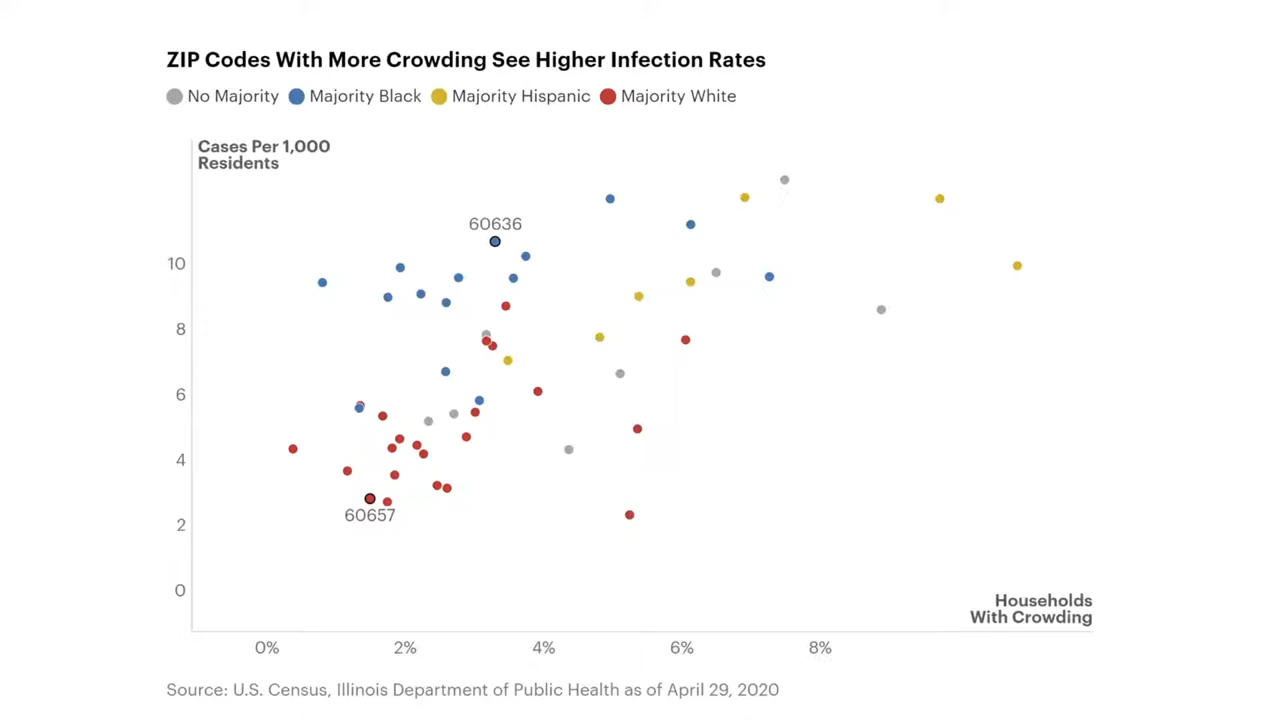 ZIP Codes With More Crowding See Higher Infection Rates
No Majority Majority Black Majority Hispanic Majority White
Cases Per 1,000
Residents
60636
10
8
6
4
60657
2
0
Households
With Crowding
0% 2% 4% 6% 8%
Source: U.S. Census, Illinois Department of Public Health as of April 29, 2020